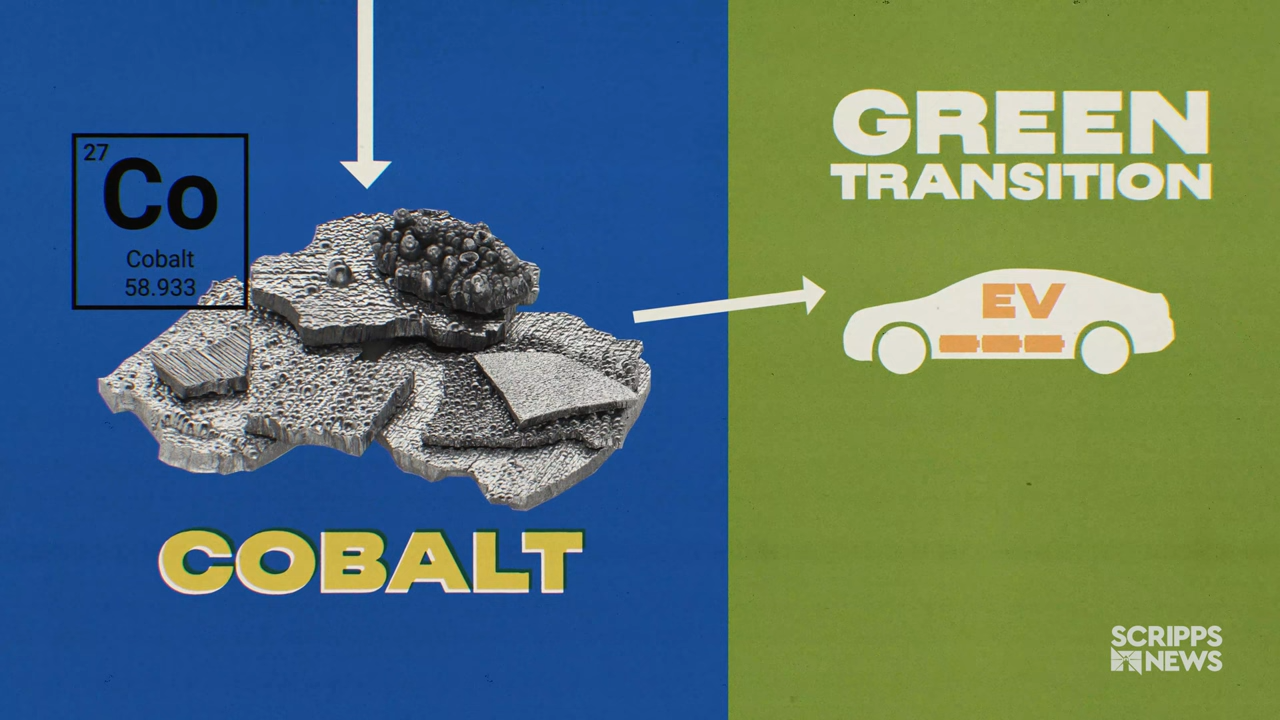 27
Co
Cobalt
58.933
COBALT
GREEN
TRANSITION
EV
SCRIPPS
NEWS